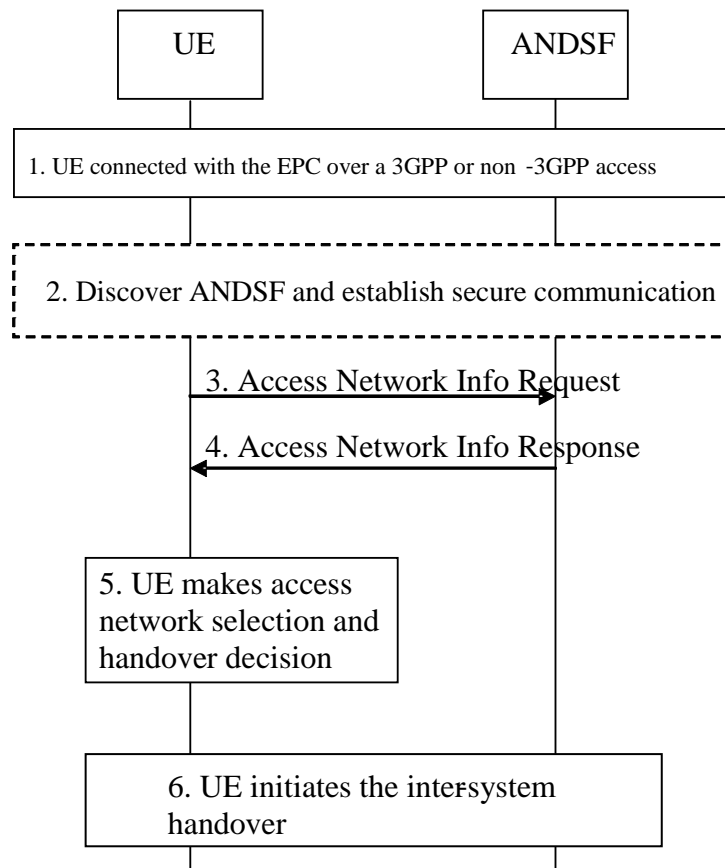 UE
ANDSF
1. UE connected with the EPC over a 3GPP or non -3GPP access
2. Discover ANDSF and establish secure communication
3. Access Network Info Request
4. Access Network Info Response
5. UE makes access
network selection and
handover decision
6. UE initiates the inter-system
handover